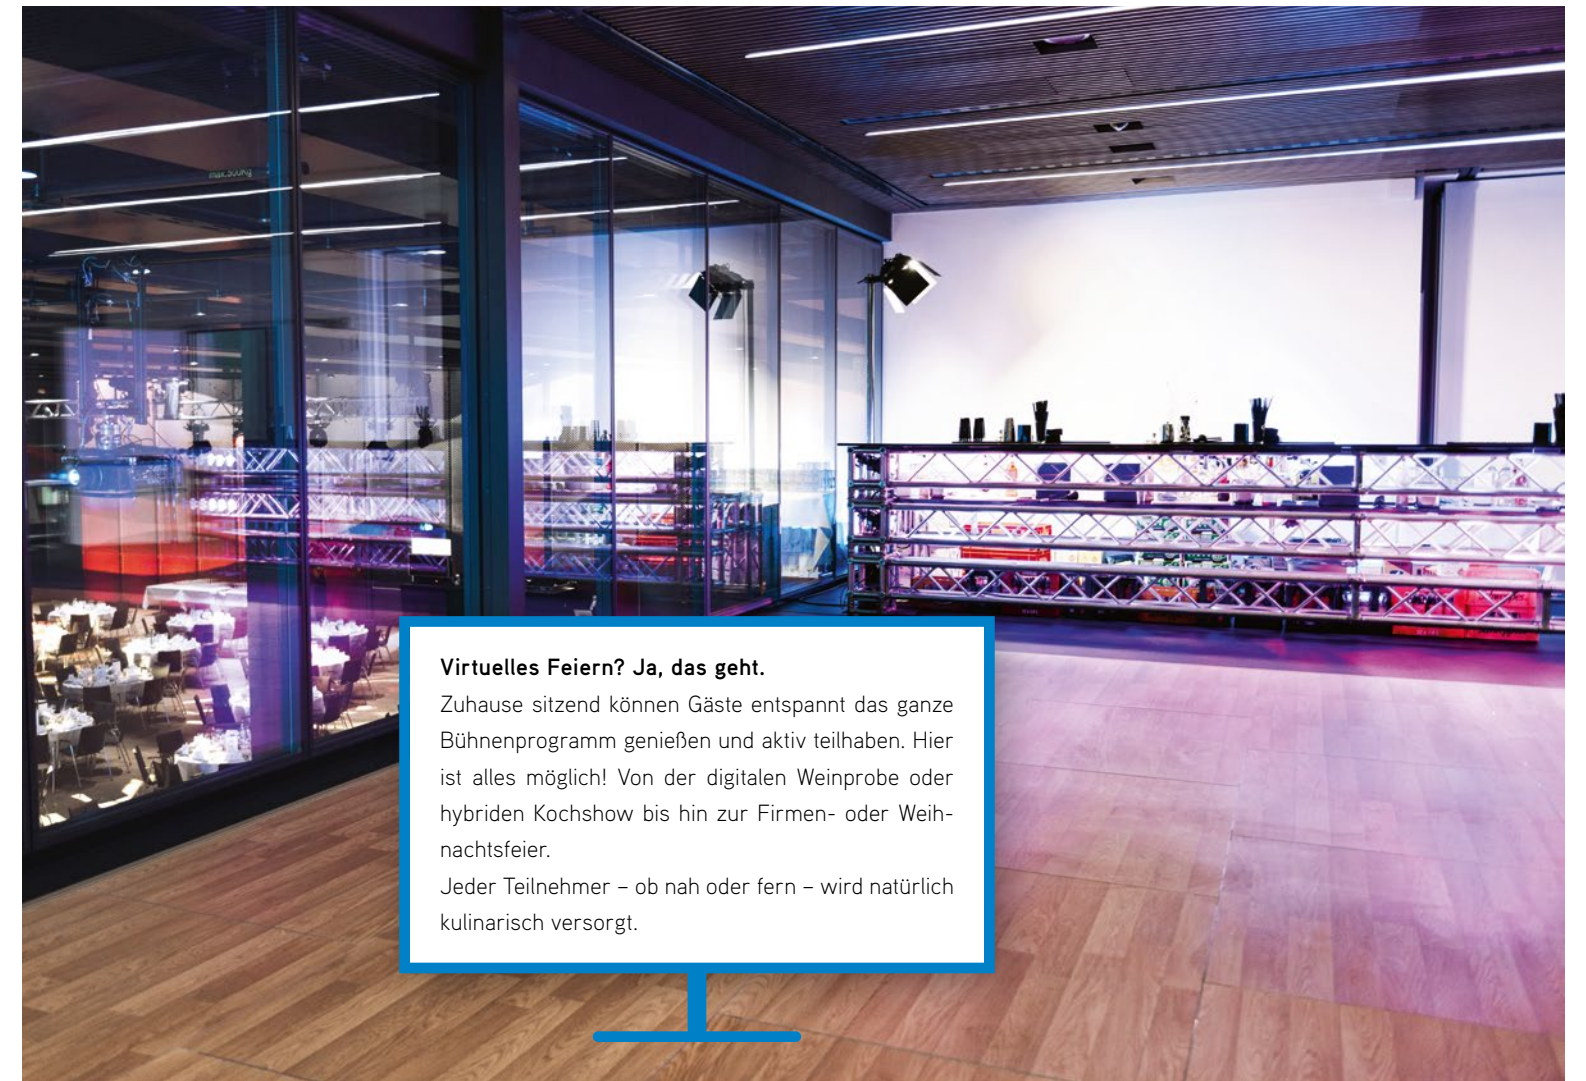 max.300kg
Virtuelles Feiern? Ja, das geht.
Zuhause sitzend können Gäste entspannt das ganze
Bühnenprogramm genießen und aktiv teilhaben. Hier
ist alles möglich! Von der digitalen Weinprobe oder
hybriden Kochshow bis hin zur Firmen- oder Weih-
nachtsfeier.
Jeder Teilnehmer – ob nah oder fern – wird natürlich
kulinarisch versorgt.